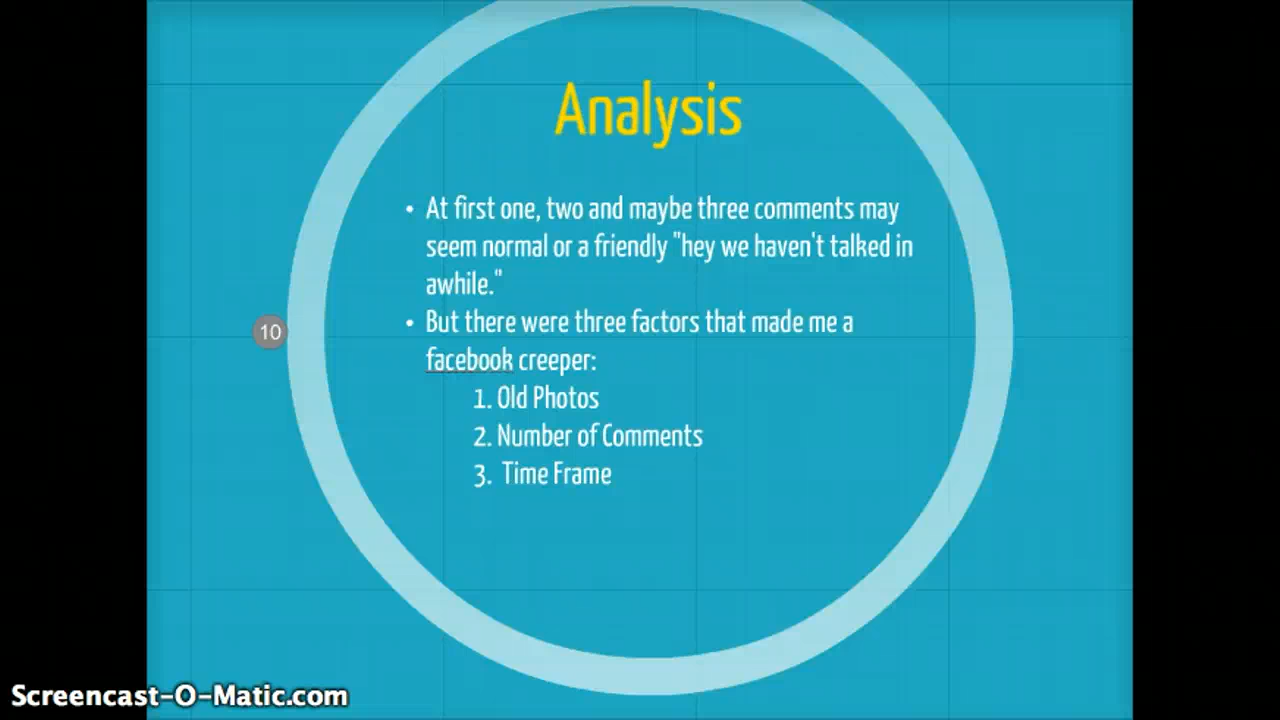 Analysis
• At first one, two and maybe three comments may
seem normal or a friendly "hey we haven't talked in
awhile."
• But there were three factors that made me a
facebook creeper:
1. Old Photos
2. Number of Comments
3. Time Frame
10
Screencast-O-Matic.com